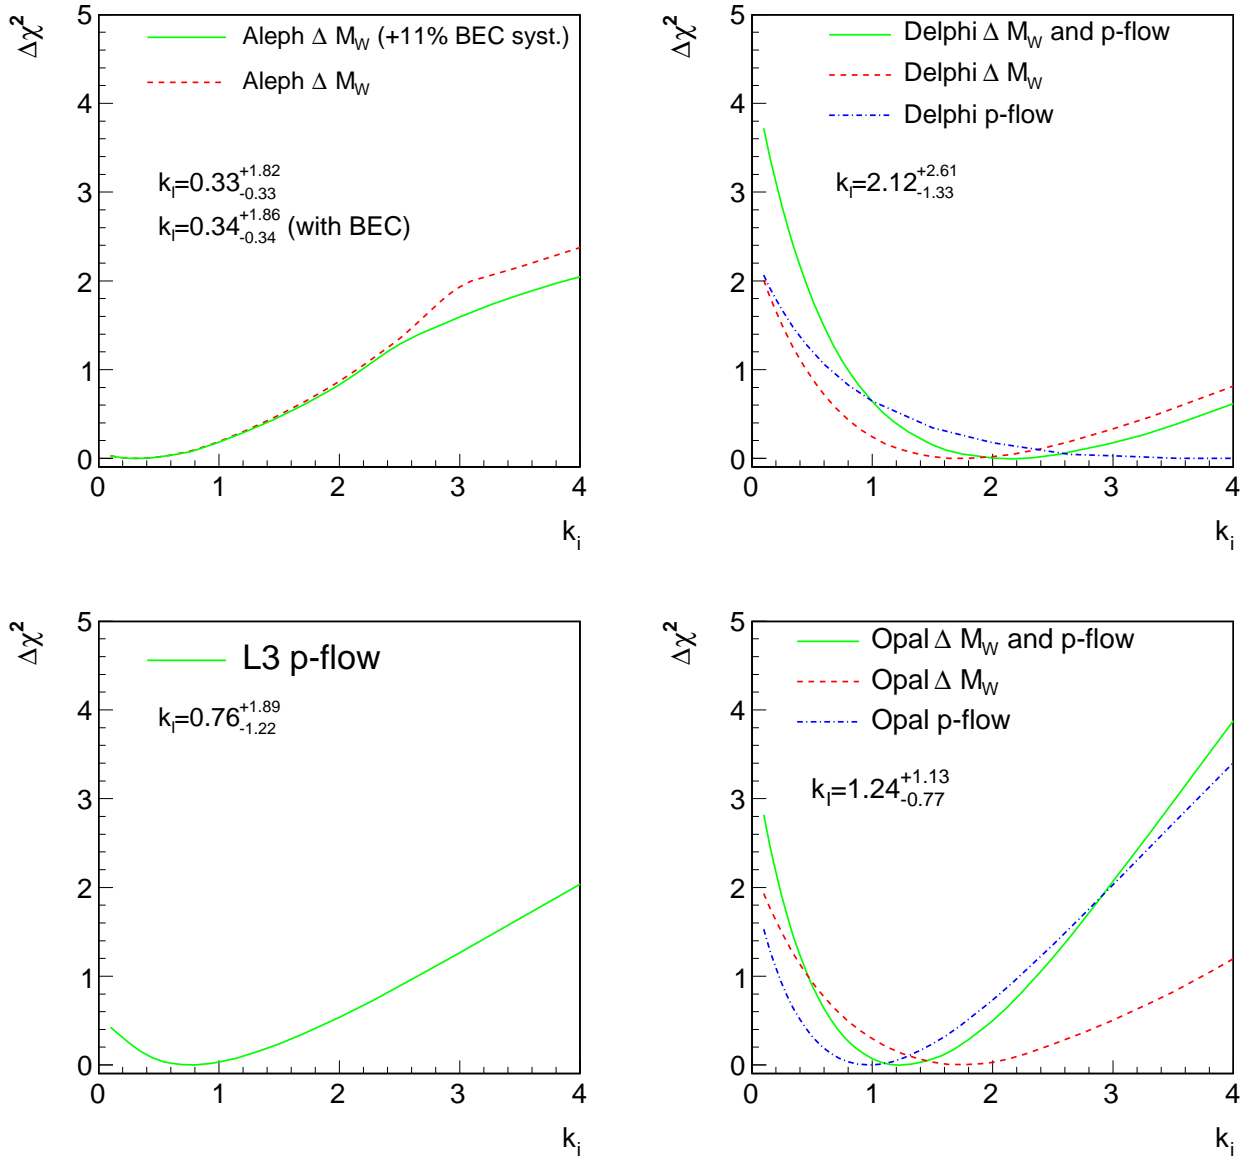 Δχ²
5
4
3
2
1
0
Aleph Δ M_W (+11% BEC syst.)
Aleph Δ M_W
k_I=0.33 +1.82 -0.33
k_I=0.34 +1.86 -0.34 (with BEC)
0 1 2 3 4
k_i
Δχ²
5
4
3
2
1
0
Delphi Δ M_W and p-flow
Delphi Δ M_W
Delphi p-flow
k_I=2.12 +2.61 -1.33
0 1 2 3 4
k_i
Δχ²
5
4
3
2
1
0
L3 p-flow
k_I=0.76 +1.89 -1.22
0 1 2 3 4
k_i
Δχ²
5
4
3
2
1
0
Opal Δ M_W and p-flow
Opal Δ M_W
Opal p-flow
k_I=1.24 +1.13 -0.77
0 1 2 3 4
k_i